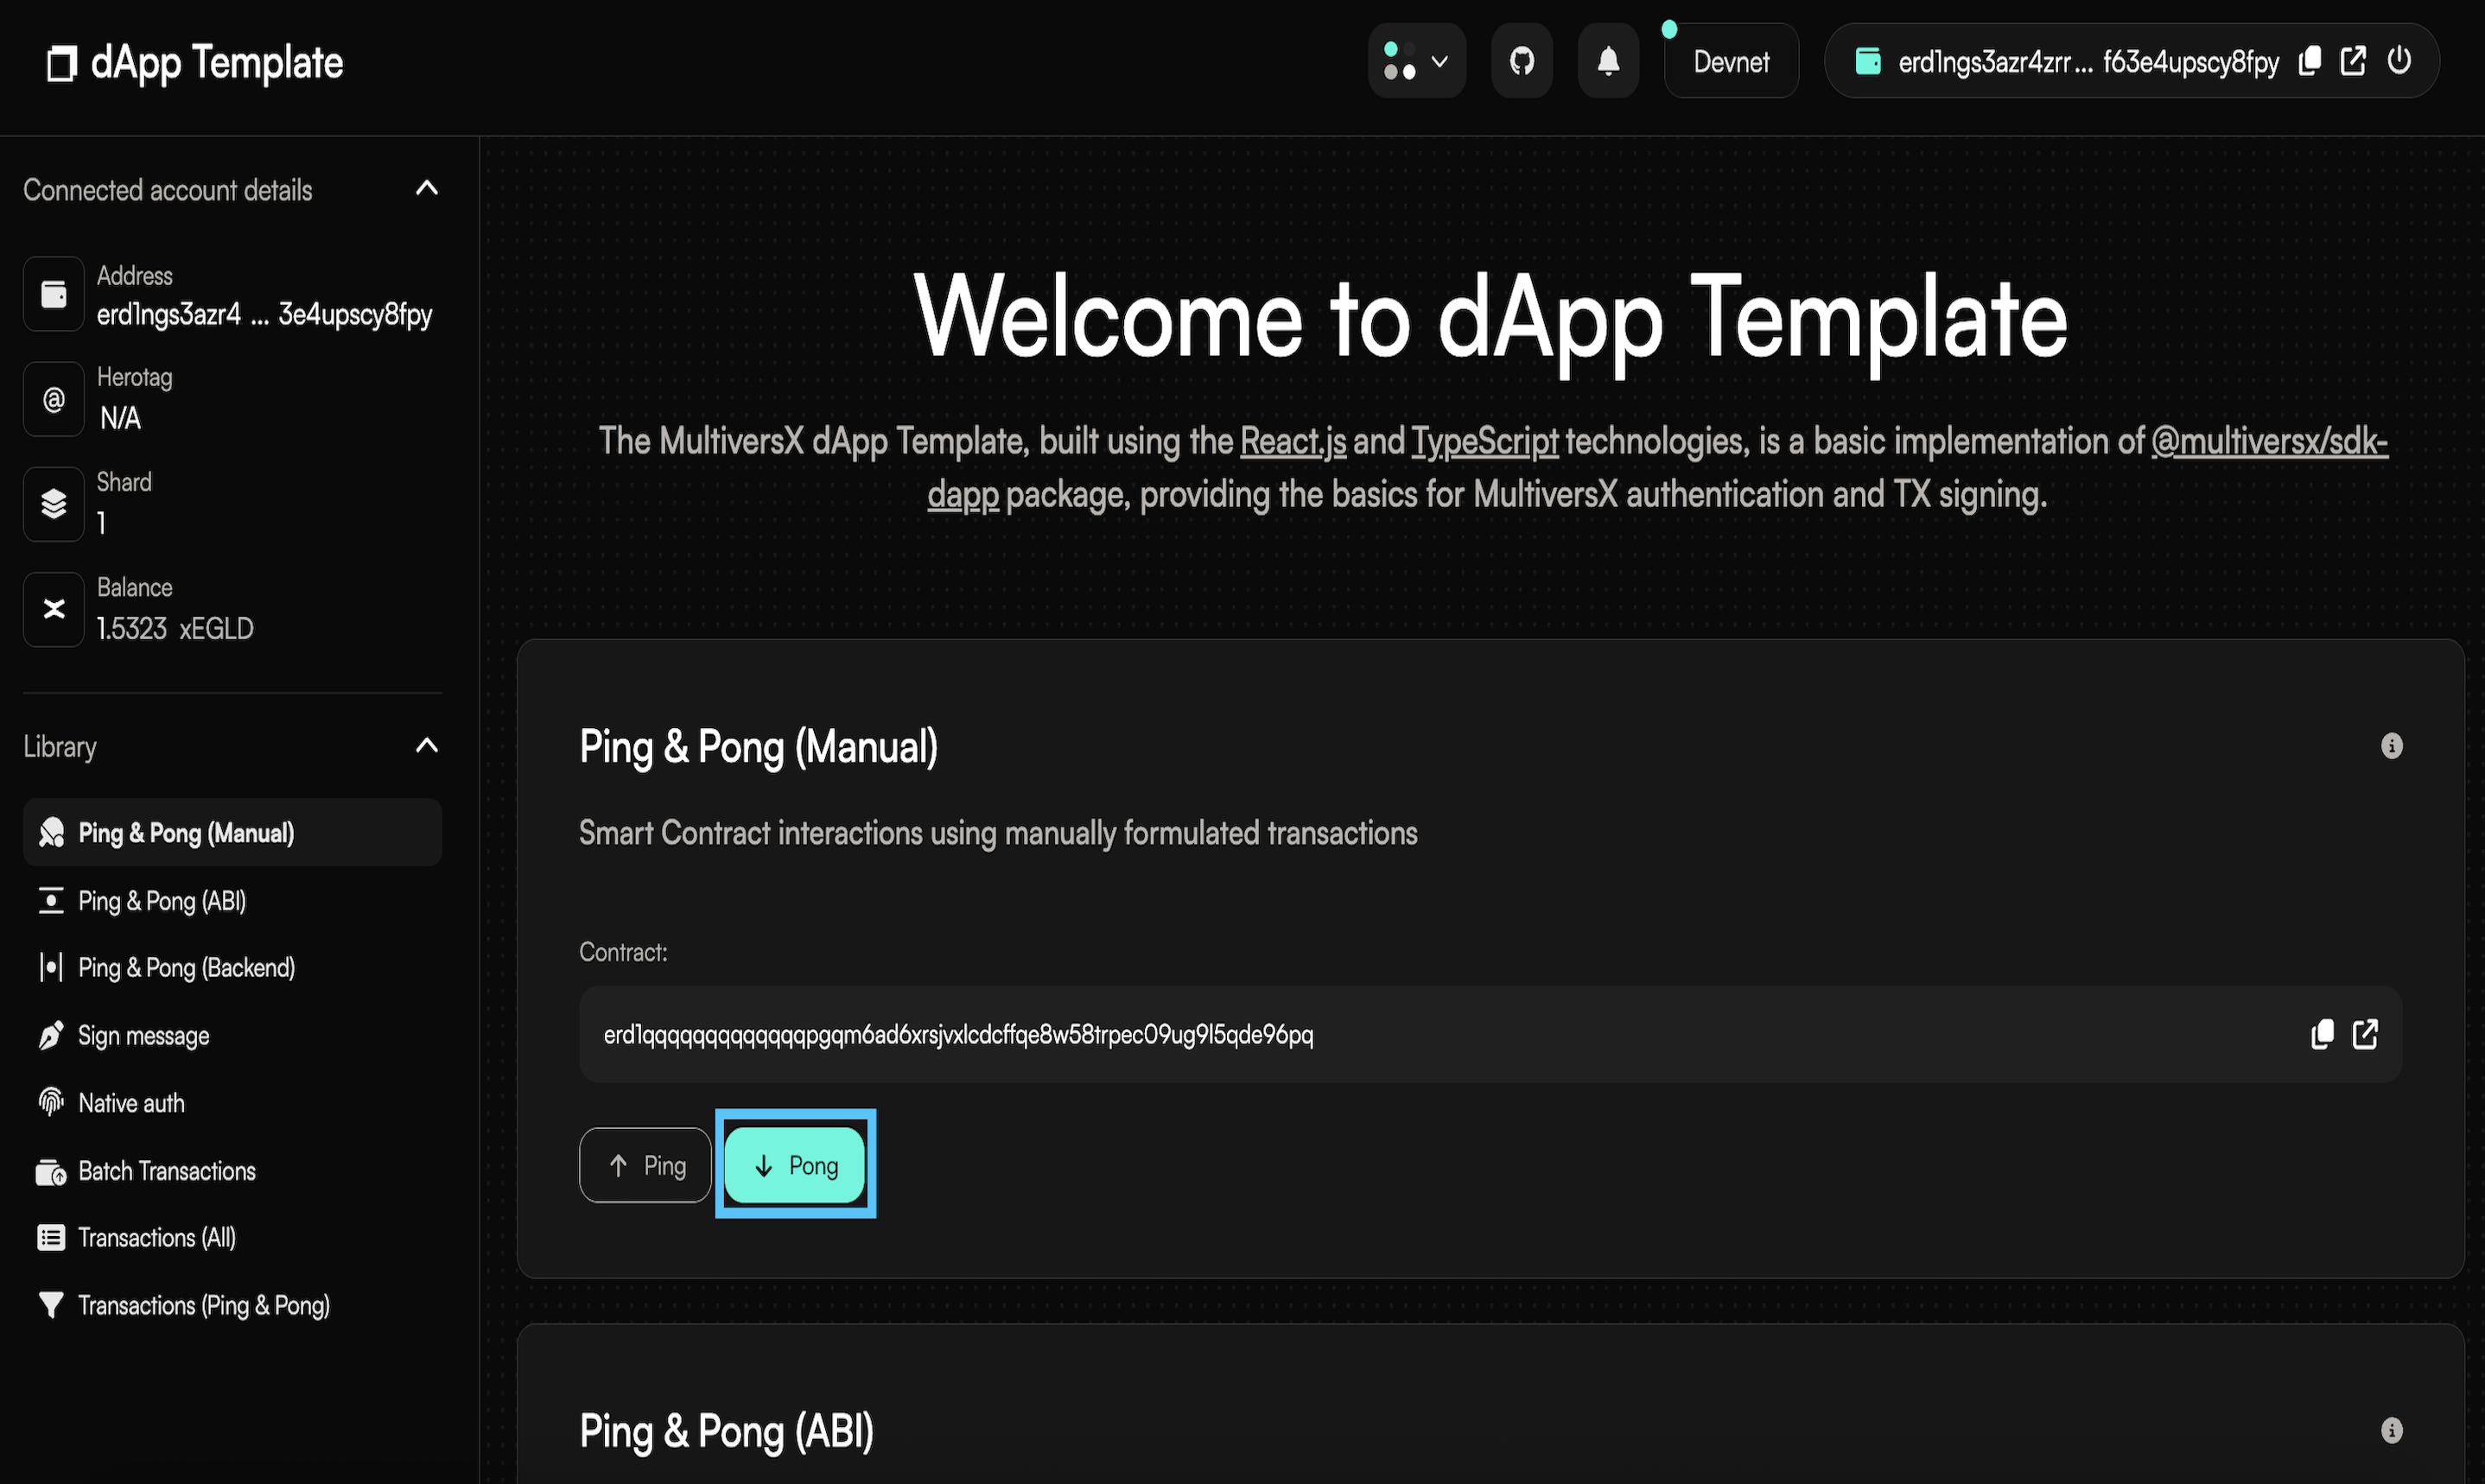 dApp Template
Devnet
erd1ngs3azr4zrr... f63e4upscy8fpy
Connected account details
Address
erd1ngs3azr4 ... 3e4upscy8fpy
Herotag
N/A
Shard
1
Balance
1.5323 xEGLD
Library
Ping & Pong (Manual)
Ping & Pong (ABI)
Ping & Pong (Backend)
Sign message
Native auth
Batch Transactions
Transactions (All)
Transactions (Ping & Pong)
Welcome to dApp Template
The MultiversX dApp Template, built using the React.js and TypeScript technologies, is a basic implementation of @multiversx/sdk-
dapp package, providing the basics for MultiversX authentication and TX signing.
Ping & Pong (Manual)
Smart Contract interactions using manually formulated transactions
Contract:
erd1qqqqqqqqqqqqqpgqm6ad6xrsjvxlcdcffqe8w58trpec09ug9l5qde96pq
Ping
Pong
Ping & Pong (ABI)